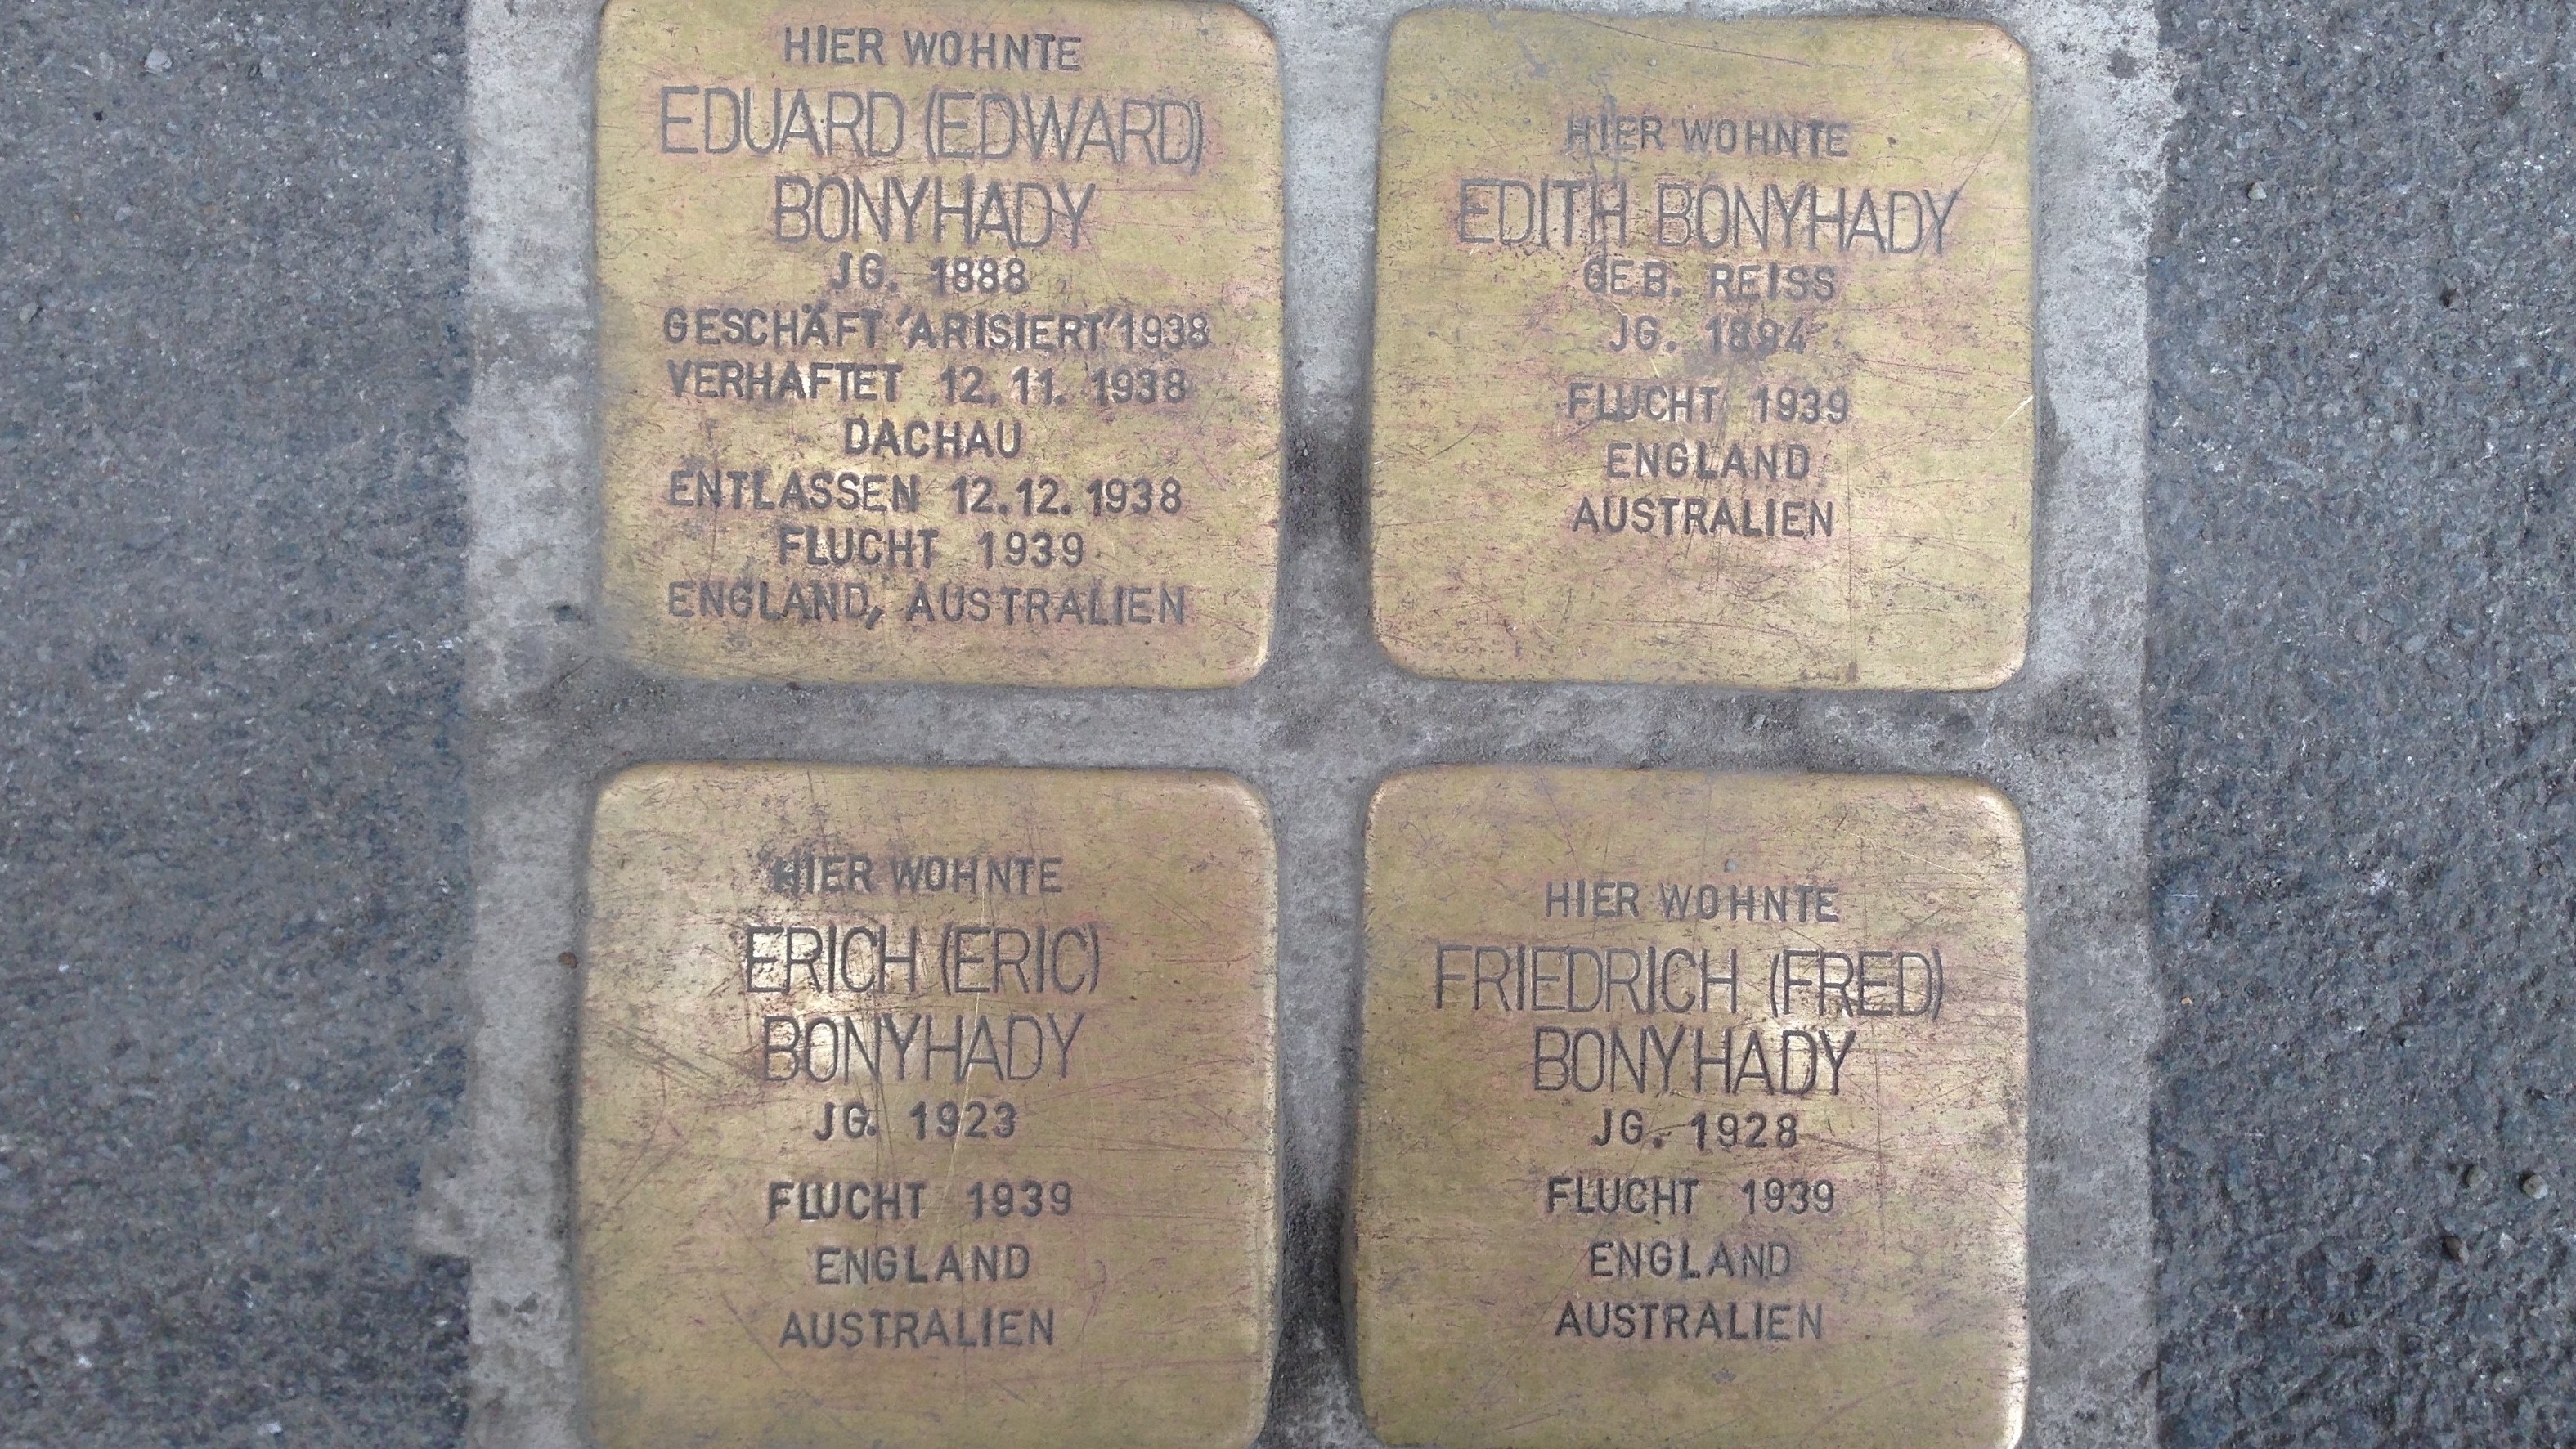 HIER WOHNTE
EDUARD (EDWARD)
BONYHADY
JG. 1888
GESCHÄFT 'ARISIERT' 1938
VERHAFTET 12.11.1938
DACHAU
ENTLASSEN 12.12.1938
FLUCHT 1939
ENGLAND, AUSTRALIEN
HIER WOHNTE
EDITH BONYHADY
GEB. REISS
JG. 1894
FLUCHT 1939
ENGLAND
AUSTRALIEN
HIER WOHNTE
ERICH (ERIC)
BONYHADY
JG. 1923
FLUCHT 1939
ENGLAND
AUSTRALIEN
HIER WOHNTE
FRIEDRICH (FRED)
BONYHADY
JG. 1928
FLUCHT 1939
ENGLAND
AUSTRALIEN